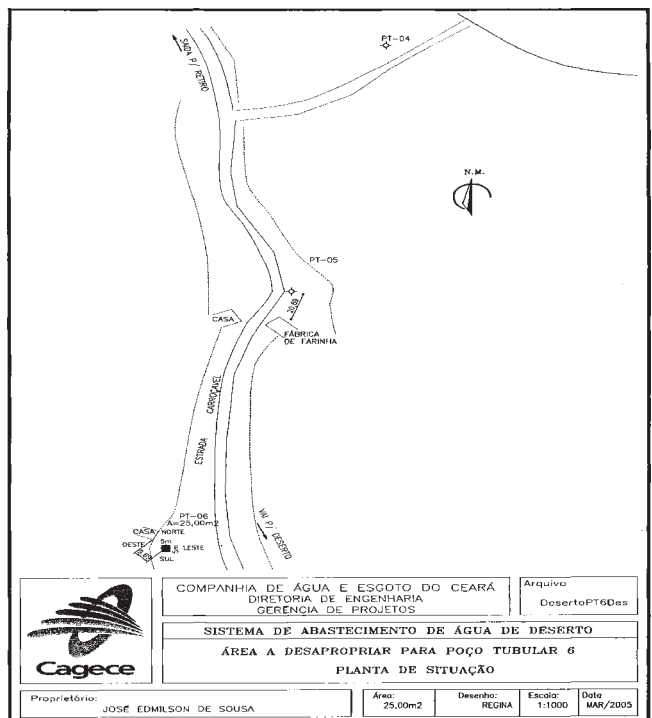 PT-04
SAIDA P/ RETIRO
N.M.
PT-05
20,69
CASA
FÁBRICA
DE FARINHA
ESTRADA CARROÇAVEL
PT-06
A=25,00m2
CASA NORTE
OESTE 5m
5m LESTE
SUL
VAI P/ DESERTO
Cagece
COMPANHIA DE ÁGUA E ESGOTO DO CEARÁ
DIRETORIA DE ENGENHARIA
GERENCIA DE PROJETOS
Arquivo
DesertoPT6Des
SISTEMA DE ABASTECIMENTO DE ÁGUA DE DESERTO
ÁREA A DESAPROPRIAR PARA POÇO TUBULAR 6
PLANTA DE SITUAÇÃO
Proprietário:
JOSÉ EDMILSON DE SOUSA
Área:
25,00m2
Desenho:
REGINA
Escala:
1:1000
Data
MAR/2005